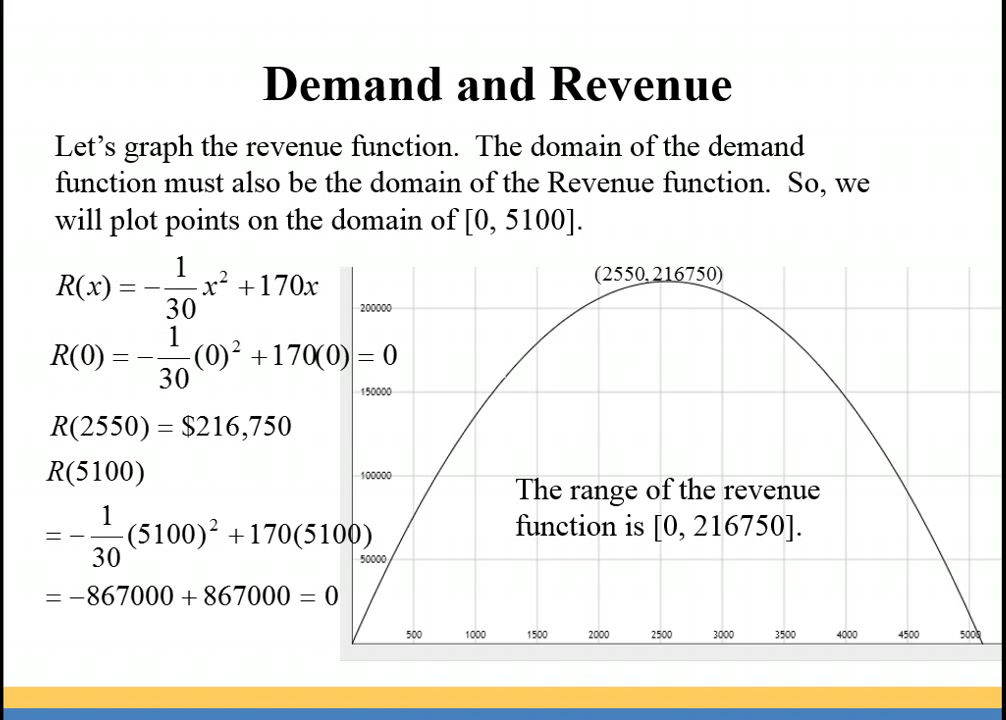 Demand and Revenue
Let’s graph the revenue function. The domain of the demand
function must also be the domain of the Revenue function. So, we
will plot points on the domain of [0, 5100].
R(x) = −1/30 x² + 170x
R(0) = −1/30 (0)² + 170(0) = 0
R(2550) = $216,750
R(5100)
= −1/30 (5100)² + 170(5100)
= −867000 + 867000 = 0
(2550, 216750)
200000
150000
100000
50000
The range of the revenue
function is [0, 216750].
500 1000 1500 2000 2500 3000 3500 4000 4500 5000